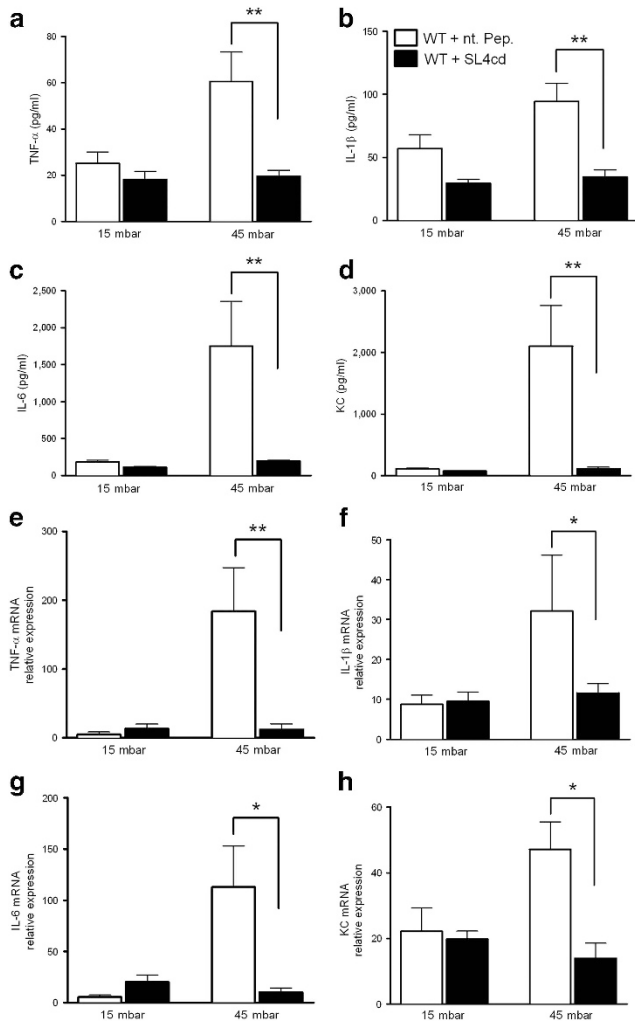 a
TNF-α (pg/ml)
80
60
40
20
0
15 mbar
45 mbar
**
b
IL-1β (pg/ml)
150
100
50
0
15 mbar
45 mbar
**
WT + nt. Pep.
WT + SL4cd
c
IL-6 (pg/ml)
2,500
2,000
1,500
1,000
500
0
15 mbar
45 mbar
**
d
KC
(pg/ml)
3,000
2,000
1,000
0
15 mbar
45 mbar
**
e
TNF-α mRNA
relative expression
300
200
100
0
15 mbar
45 mbar
**
f
IL-1β mRNA
relative expression
50
40
30
20
10
0
15 mbar
45 mbar
*
g
IL-6 mRNA
relative expression
200
150
100
50
0
15 mbar
45 mbar
*
h
KC mRNA
relative expression
60
40
20
0
15 mbar
45 mbar
*